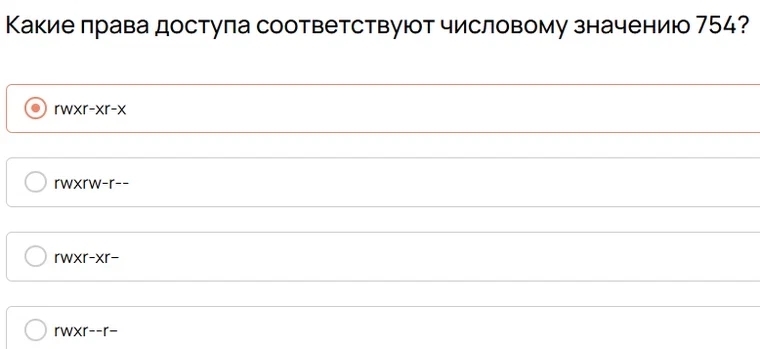 Какие права доступа соответствуют числовому значению 754?
rwxr-xr-x
rwxrw-r--
rwxr-xr–
rwxr--r–